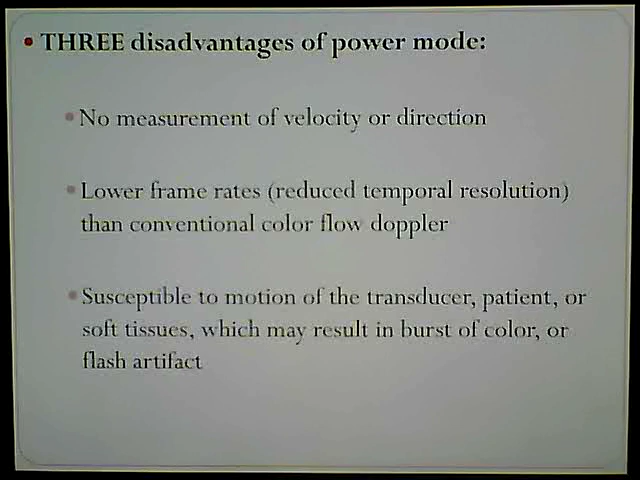 THREE disadvantages of power mode:
No measurement of velocity or direction
Lower frame rates (reduced temporal resolution)
than conventional color flow doppler
Susceptible to motion of the transducer, patient, or
soft tissues, which may result in burst of color, or
flash artifact